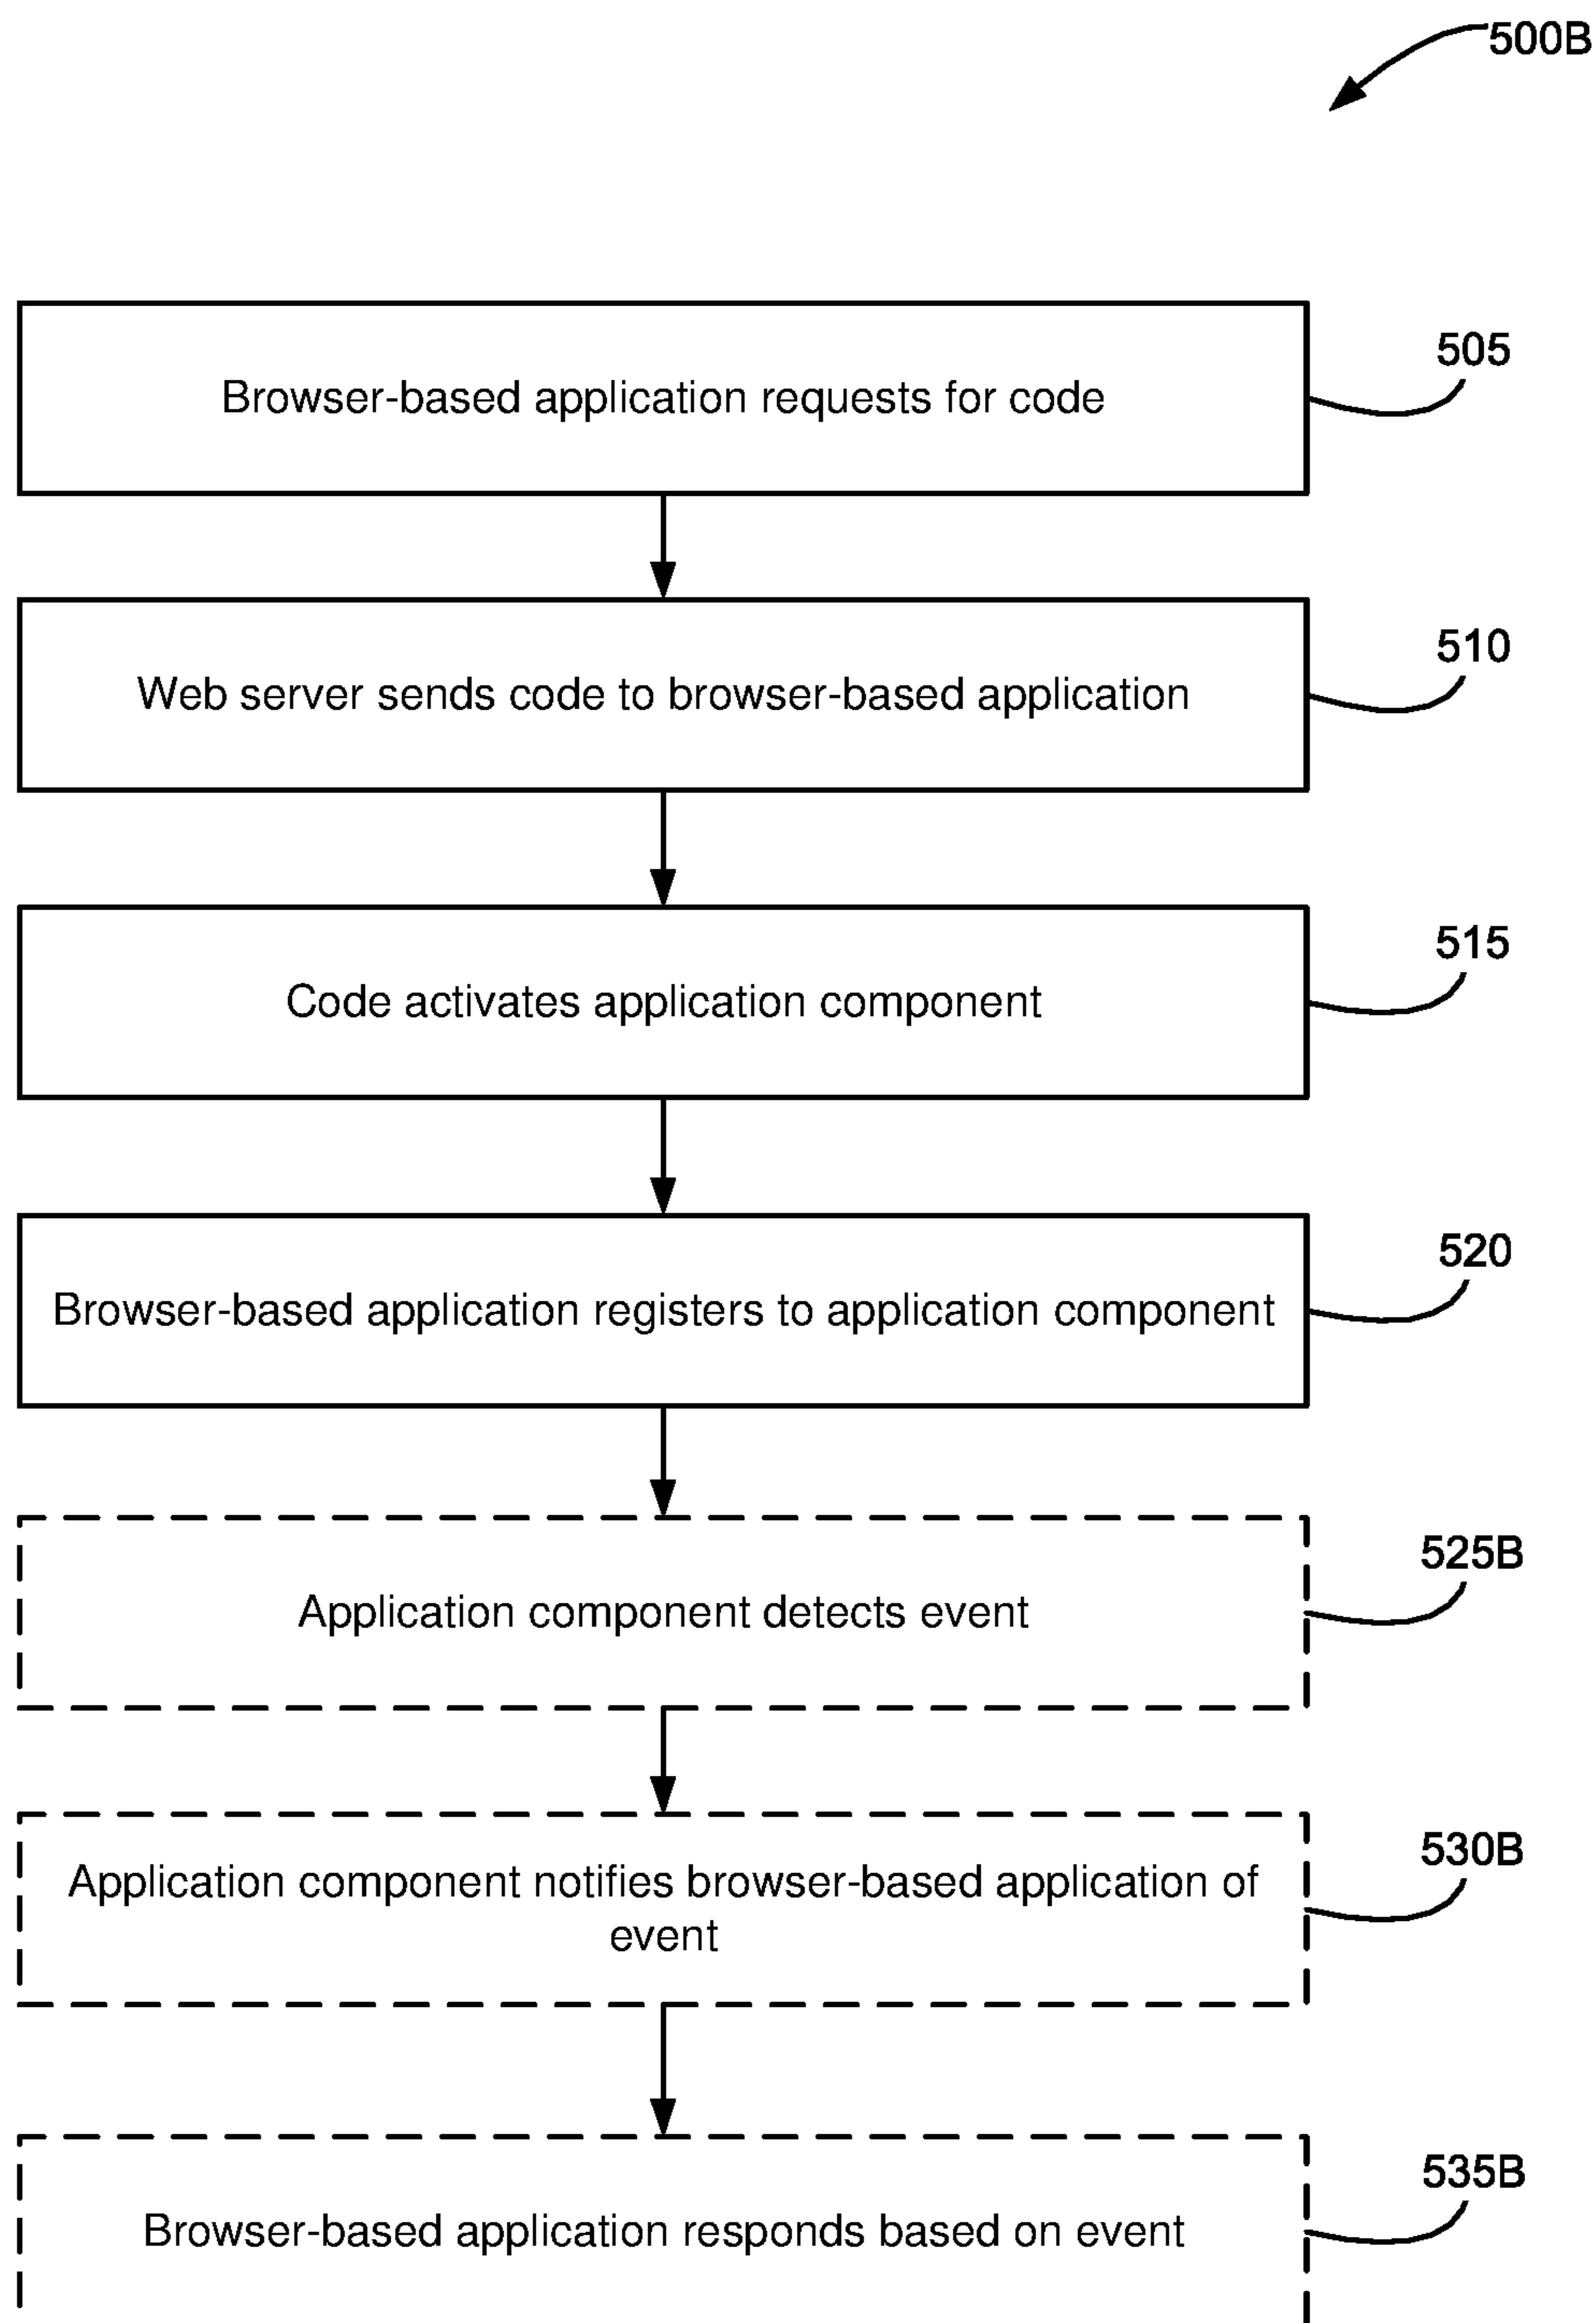 500B
Browser-based application requests for code
505
Web server sends code to browser-based application
510
Code activates application component
515
Browser-based application registers to application component
520
Application component detects event
525B
Application component notifies browser-based application of
event
530B
Browser-based application responds based on event
535B